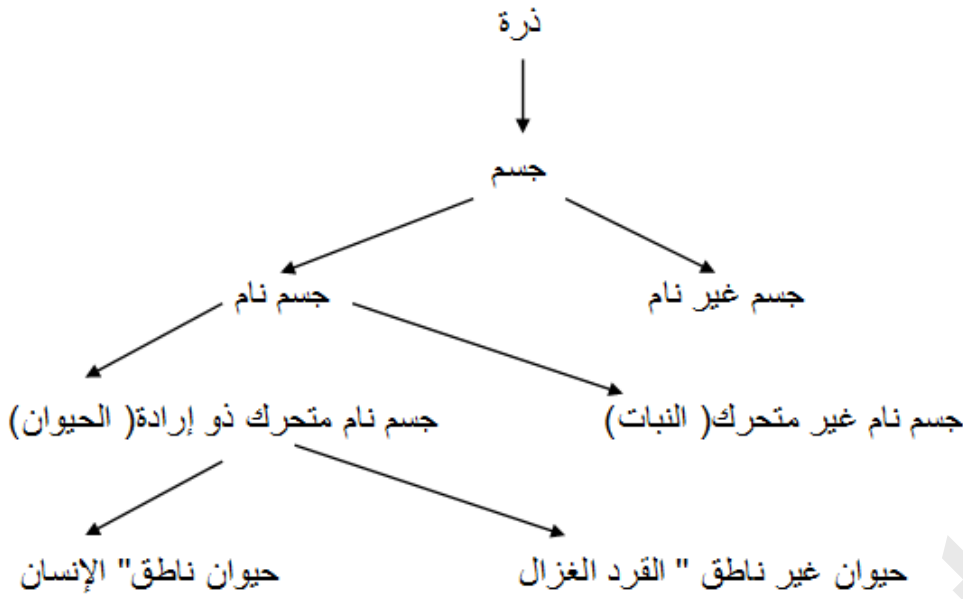 ذرة
جسم
جسم غير نام
جسم نام
جسم نام غير متحرك( النبات)
جسم نام متحرك ذو إرادة( الحيوان)
حيوان غير ناطق " القرد الغزال
حيوان ناطق" الإنسان